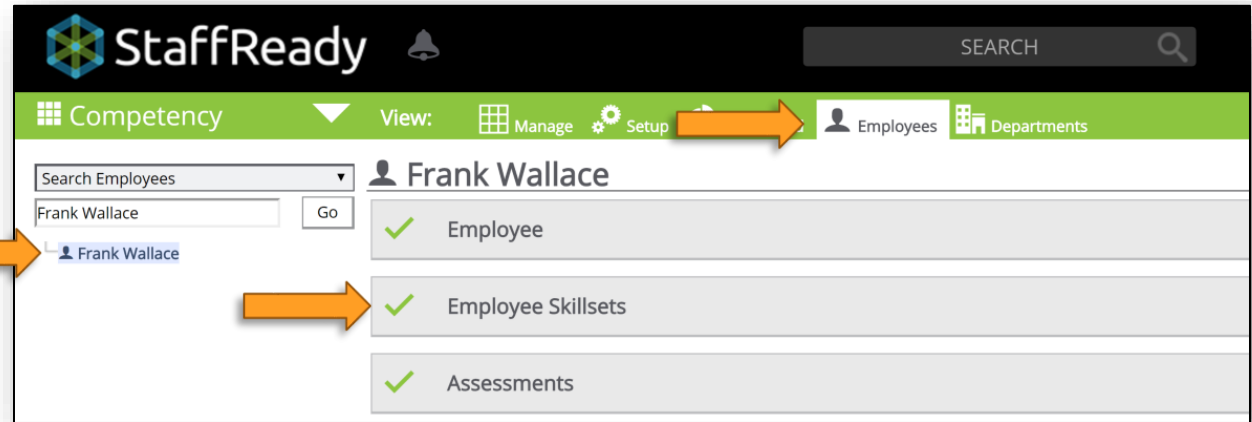 StaffReady
SEARCH
Competency
View:
Manage
Setup
Employees
Departments
Search Employees
Frank Wallace
Go
Frank Wallace
Frank Wallace
Employee
Employee Skillsets
Assessments